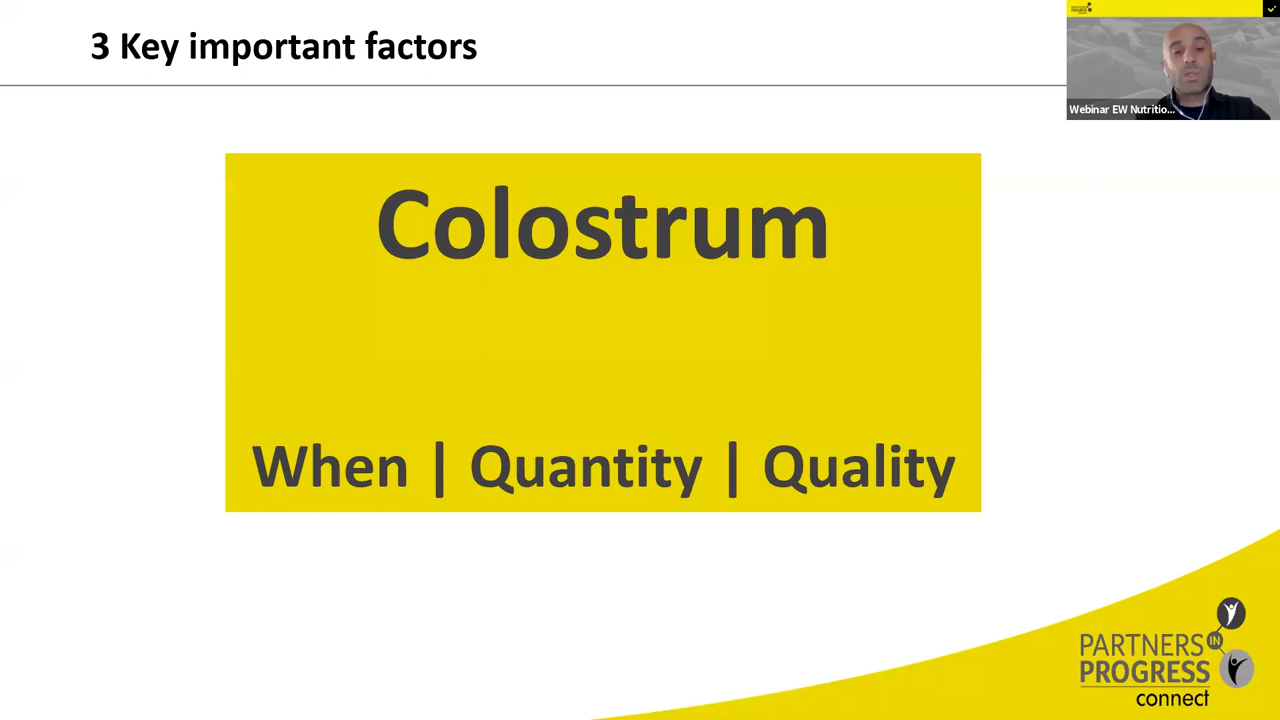 3 Key important factors
Webinar EW Nutritio...
Colostrum
When | Quantity | Quality
PARTNERS
IN
PROGRESS
connect